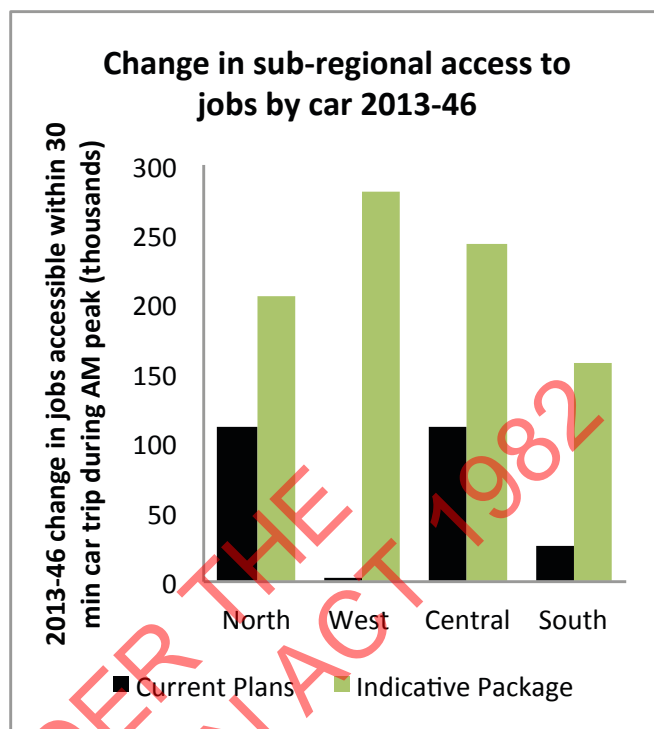 Change in sub-regional access to
jobs by car 2013-46
2013-46 change in jobs accessible within 30
min car trip during AM peak (thousands)
300
250
200
150
100
50
0
North West Central South
Current Plans Indicative Package
DER THE
N ACT 1982